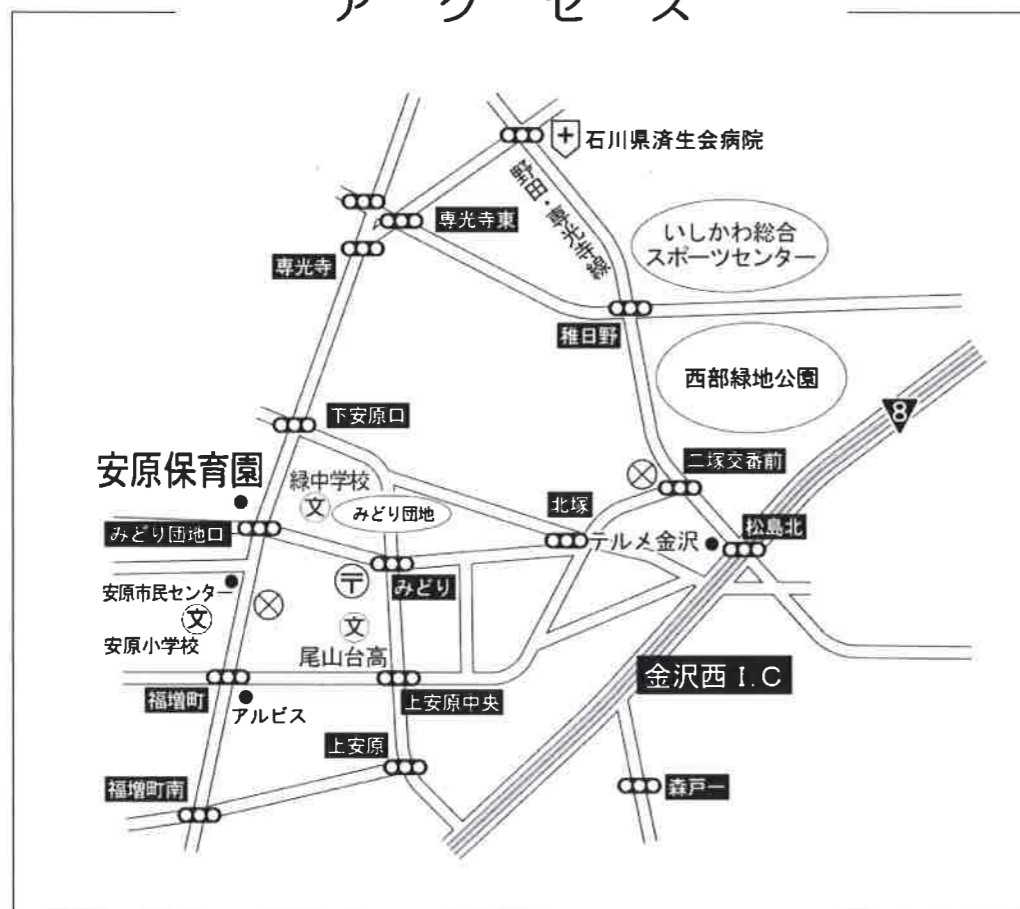 アクセス
石川県済生会病院
野田・専光寺線
専光寺東
専光寺
いしかわ総合
スポーツセンター
稚日野
西部緑地公園
8
下安原口
安原保育園
緑中学校
文
みどり団地
二塚交番前
北塚
みどり団地口
テルメ金沢
松島北
安原市民センター
みどり
文
安原小学校
文
尾山台高
金沢西 I.C
福増町
アルビス
上安原中央
上安原
福増町南
森戸一